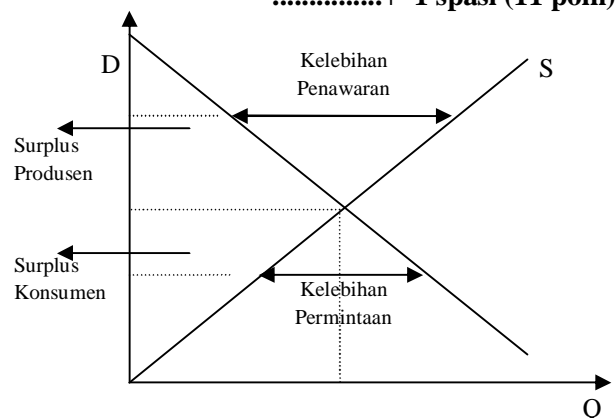 ...............+ 1 spasi (11 poin)
D
Kelebihan
Penawaran
S
Surplus
Produsen
Surplus
Konsumen
Kelebihan
Permintaan
Q